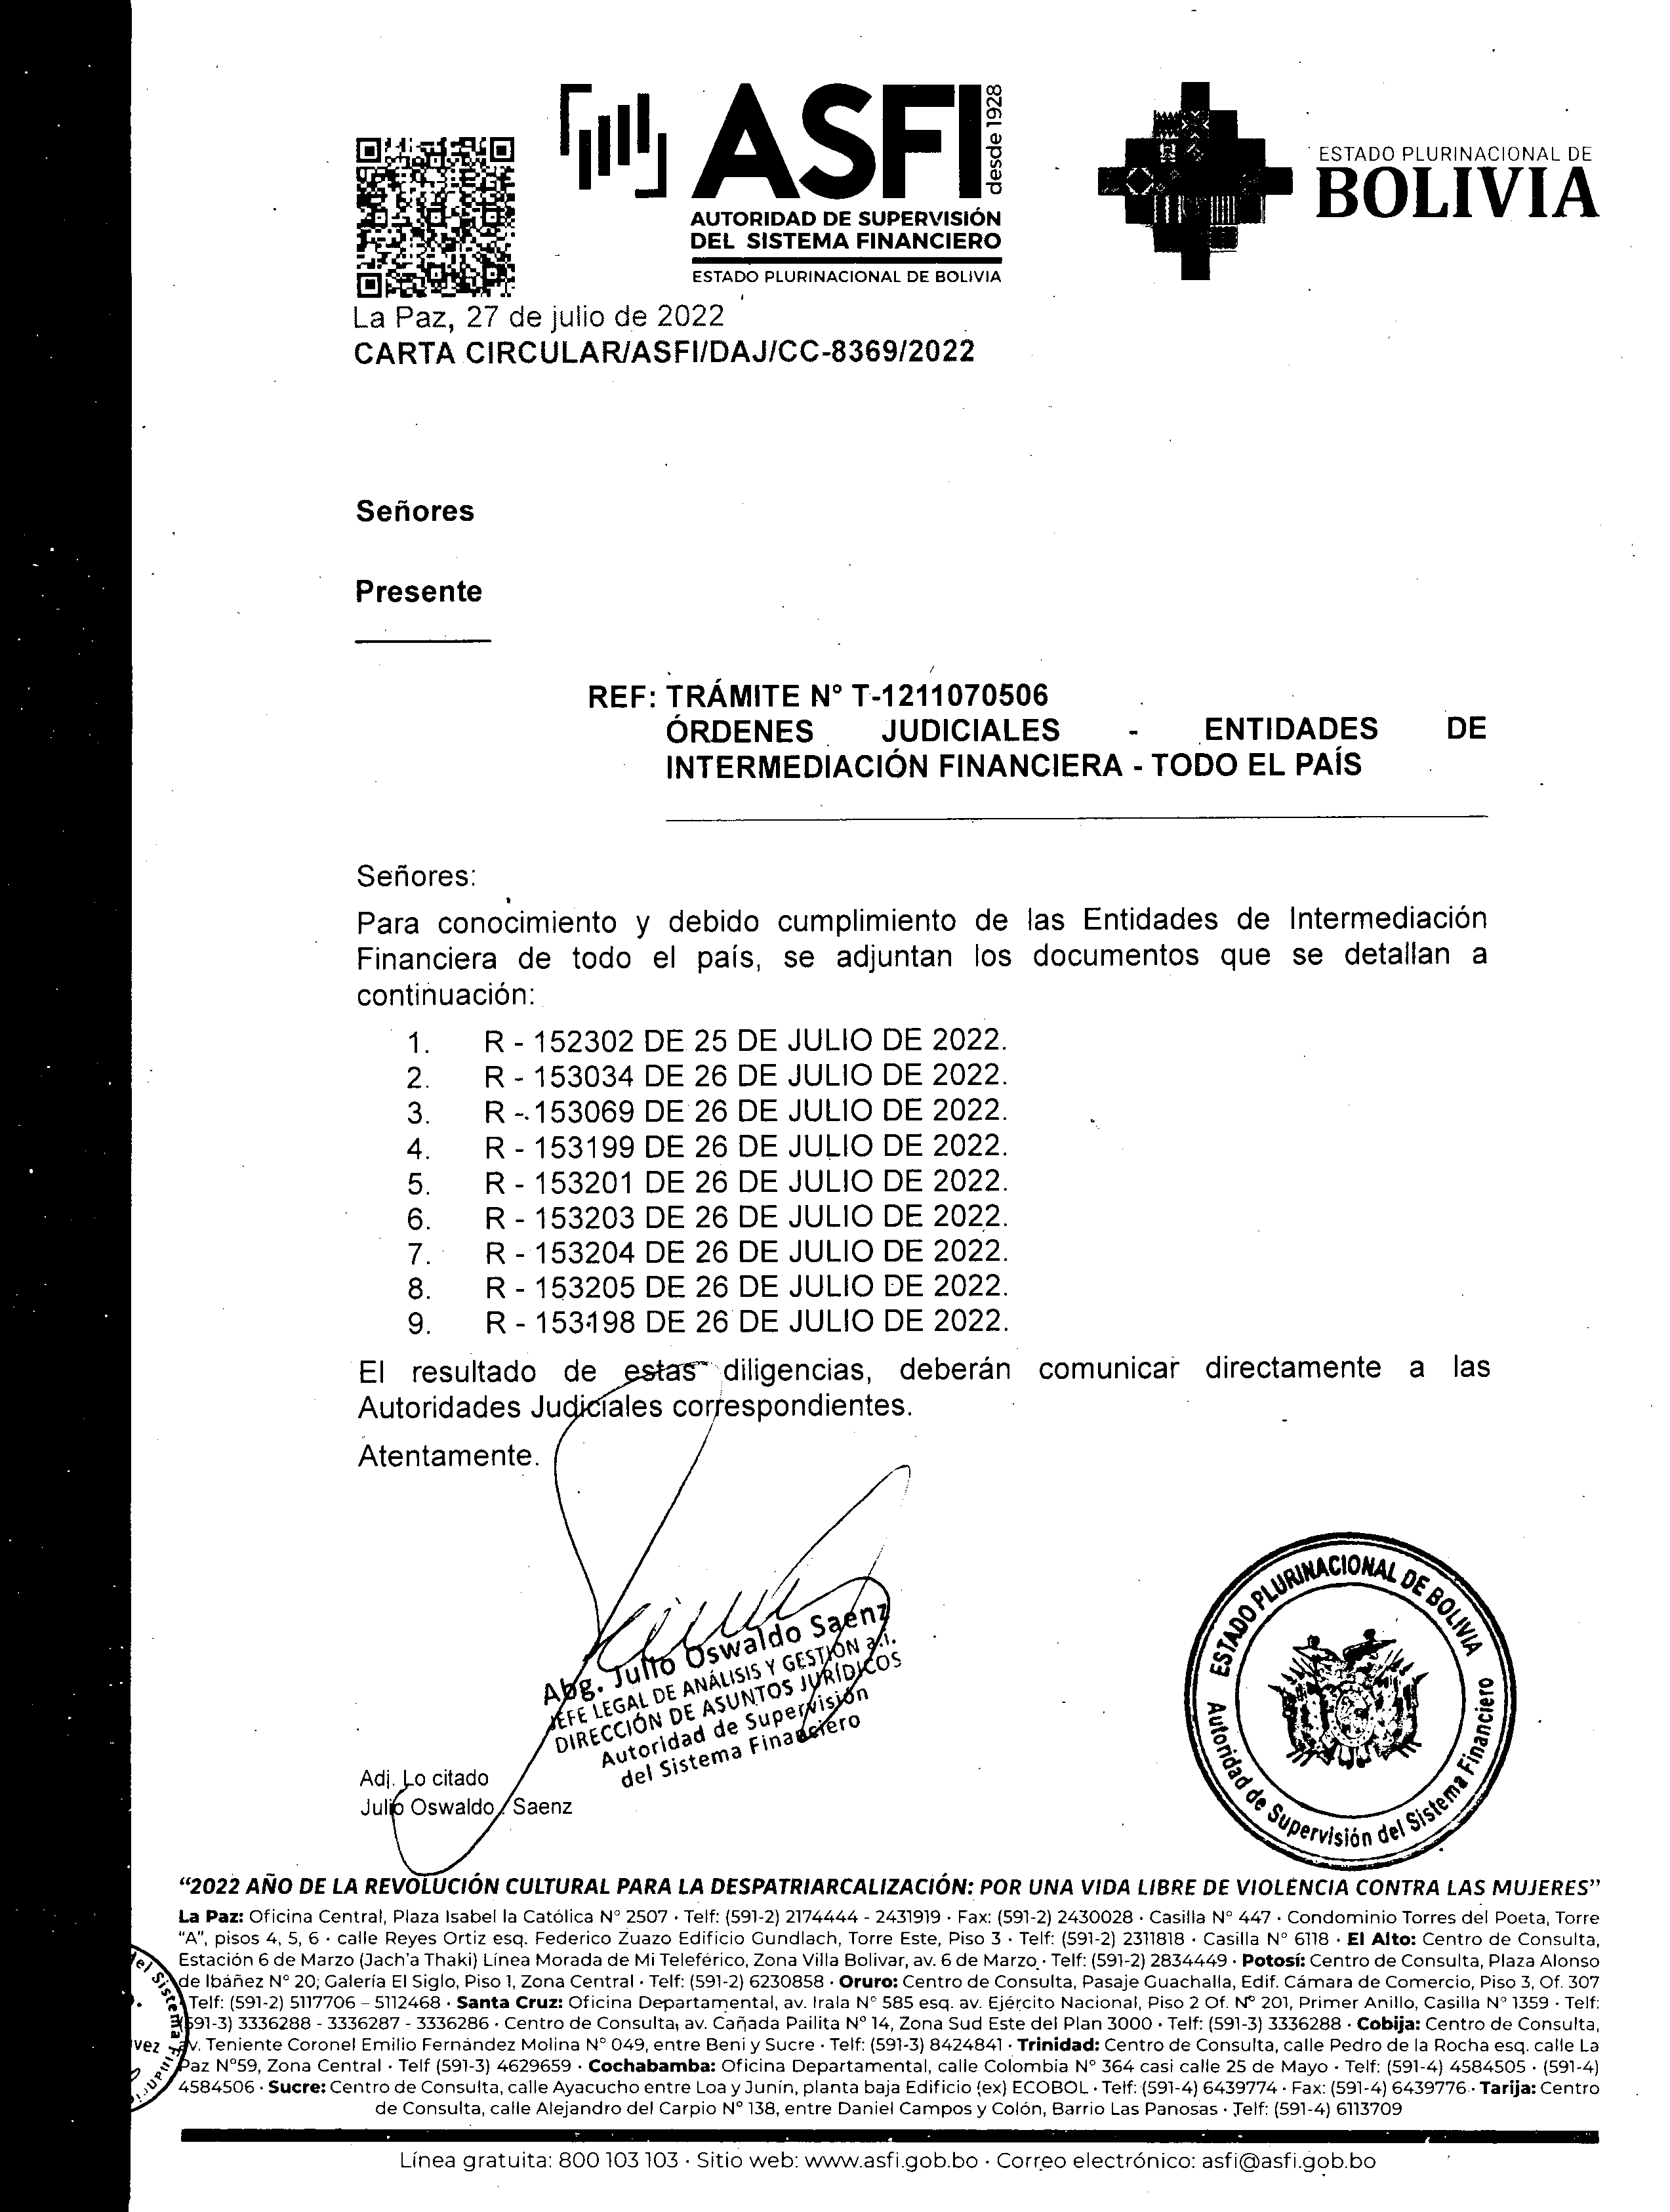 ASFI
desde 1928
AUTORIDAD DE SUPERVISIÓN
DEL SISTEMA FINANCIERO
ESTADO PLURINACIONAL DE BOLIVIA
ESTADO PLURINACIONAL DE
BOLIVIA
La Paz, 27 de julio de 2022
CARTA CIRCULAR/ASFI/DAJ/CC-8369/2022
Señores
Presente
REF: TRÁMITE N° T-1211070506
ÓRDENES JUDICIALES - ENTIDADES DE
INTERMEDIACIÓN FINANCIERA - TODO EL PAÍS
Señores:
Para conocimiento y debido cumplimiento de las Entidades de Intermediación
Financiera de todo el país, se adjuntan los documentos que se detallan a
continuación:
1. R - 152302 DE 25 DE JULIO DE 2022.
2. R - 153034 DE 26 DE JULIO DE 2022.
3. R - 153069 DE 26 DE JULIO DE 2022.
4. R - 153199 DE 26 DE JULIO DE 2022.
5. R - 153201 DE 26 DE JULIO DE 2022.
6. R - 153203 DE 26 DE JULIO DE 2022.
7. R - 153204 DE 26 DE JULIO DE 2022.
8. R - 153205 DE 26 DE JULIO DE 2022.
9. R - 153198 DE 26 DE JULIO DE 2022.
El resultado de estas diligencias, deberán comunicar directamente a las
Autoridades Judiciales correspondientes.
Atentamente.
Abg. Julio Oswaldo Saenz
JEFE LEGAL DE ANÁLISIS Y GESTIÓN a.i.
DIRECCIÓN DE ASUNTOS JURÍDICOS
Autoridad de Supervisión
del Sistema Financiero
ESTADO PLURINACIONAL DE BOLIVIA
Autoridad de Supervisión del Sistema Financiero
Adj. Lo citado
Julio Oswaldo Saenz
"2022 AÑO DE LA REVOLUCIÓN CULTURAL PARA LA DESPATRIARCALIZACIÓN: POR UNA VIDA LIBRE DE VIOLENCIA CONTRA LAS MUJERES"
La Paz: Oficina Central, Plaza Isabel la Católica N° 2507 · Telf: (591-2) 2174444 - 2431919 · Fax: (591-2) 2430028 · Casilla N° 447 · Condominio Torres del Poeta, Torre
"A", pisos 4, 5, 6 · calle Reyes Ortiz esq. Federico Zuazo Edificio Gundlach, Torre Este, Piso 3 · Telf: (591-2) 2311818 · Casilla N° 6118 · El Alto: Centro de Consulta,
Estación 6 de Marzo (Jach'a Thaki) Línea Morada de Mi Teleférico, Zona Villa Bolivar, av. 6 de Marzo · Telf: (591-2) 2834449 · Potosí: Centro de Consulta, Plaza Alonso
de Ibáñez N° 20, Galería El Siglo, Piso 1, Zona Central · Telf: (591-2) 6230858 · Oruro: Centro de Consulta, Pasaje Guachalla, Edif. Cámara de Comercio, Piso 3, Of. 307
Telf: (591-2) 5117706 – 5112468 · Santa Cruz: Oficina Departamental, av. Irala N° 585 esq. av. Ejército Nacional, Piso 2 Of. N° 201, Primer Anillo, Casilla N° 1359 · Telf:
(591-3) 3336288 - 3336287 - 3336286 · Centro de Consulta, av. Cañada Pailita N° 14, Zona Sud Este del Plan 3000 · Telf: (591-3) 3336288 · Cobija: Centro de Consulta,
av. Teniente Coronel Emilio Fernández Molina N° 049, entre Beni y Sucre · Telf: (591-3) 8424841 · Trinidad: Centro de Consulta, calle Pedro de la Rocha esq. calle La
Paz N°59, Zona Central · Telf (591-3) 4629659 · Cochabamba: Oficina Departamental, calle Colombia N° 364 casi calle 25 de Mayo · Telf: (591-4) 4584505 · (591-4)
4584506 · Sucre: Centro de Consulta, calle Ayacucho entre Loa y Junín, planta baja Edificio (ex) ECOBOL · Telf: (591-4) 6439774 · Fax: (591-4) 6439776 · Tarija: Centro
de Consulta, calle Alejandro del Carpio N° 138, entre Daniel Campos y Colón, Barrio Las Panosas · Telf: (591-4) 6113709
Línea gratuita: 800 103 103 · Sitio web: www.asfi.gob.bo · Correo electrónico: asfi@asfi.gob.bo